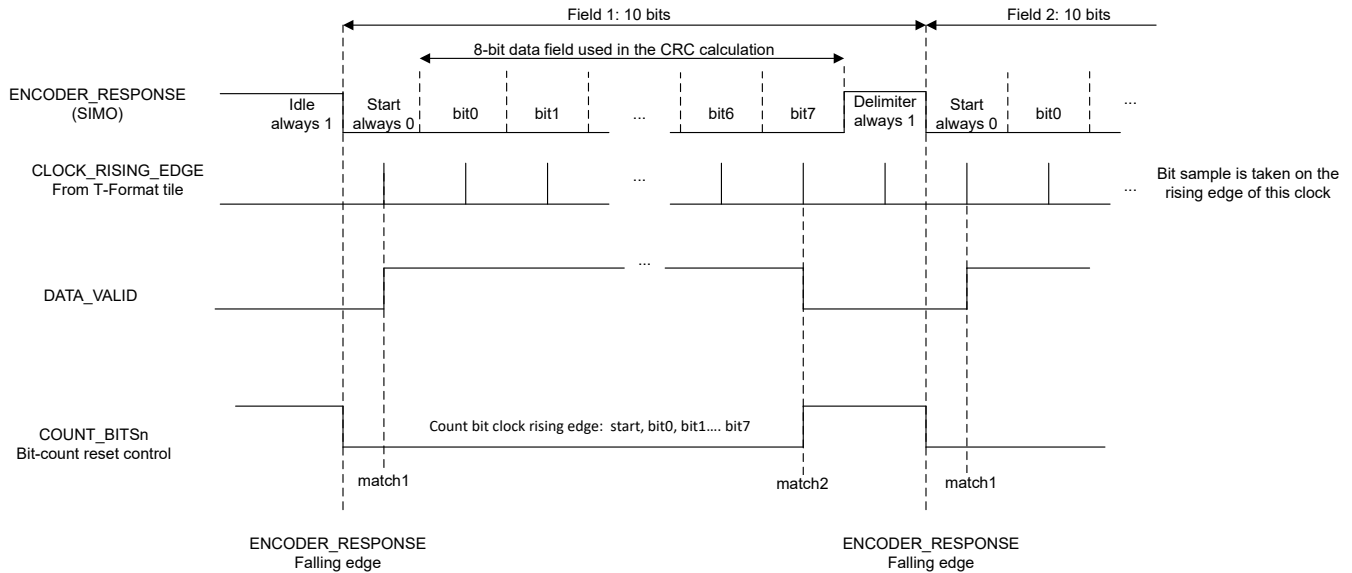 Field 1: 10 bits
Field 2: 10 bits
8-bit data field used in the CRC calculation
ENCODER_RESPONSE
(SIMO)
Idle
always 1
Start
always 0
bit0
bit1
...
bit6
bit7
Delimiter
always 1
Start
always 0
bit0
...
CLOCK_RISING_EDGE
From T-Format tile
...
...
Bit sample is taken on the
rising edge of this clock
DATA_VALID
...
COUNT_BITSn
Bit-count reset control
Count bit clock rising edge: start, bit0, bit1.... bit7
match1
match2
match1
ENCODER_RESPONSE
Falling edge
ENCODER_RESPONSE
Falling edge